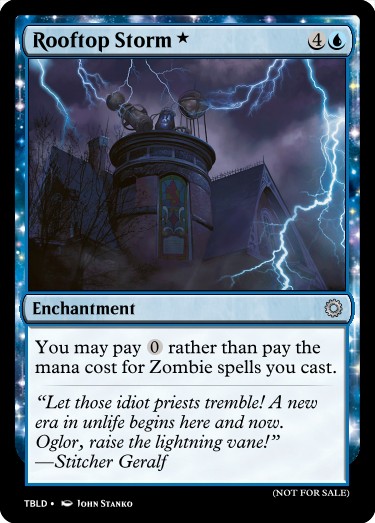 Rooftop Storm ★ 4
Enchantment
You may pay 0 rather than pay the
mana cost for Zombie spells you cast.
“Let those idiot priests tremble! A new
era in unlife begins here and now.
Oglor, raise the lightning vane!”
—Stitcher Geralf
(NOT FOR SALE)
TBLD • John Stanko